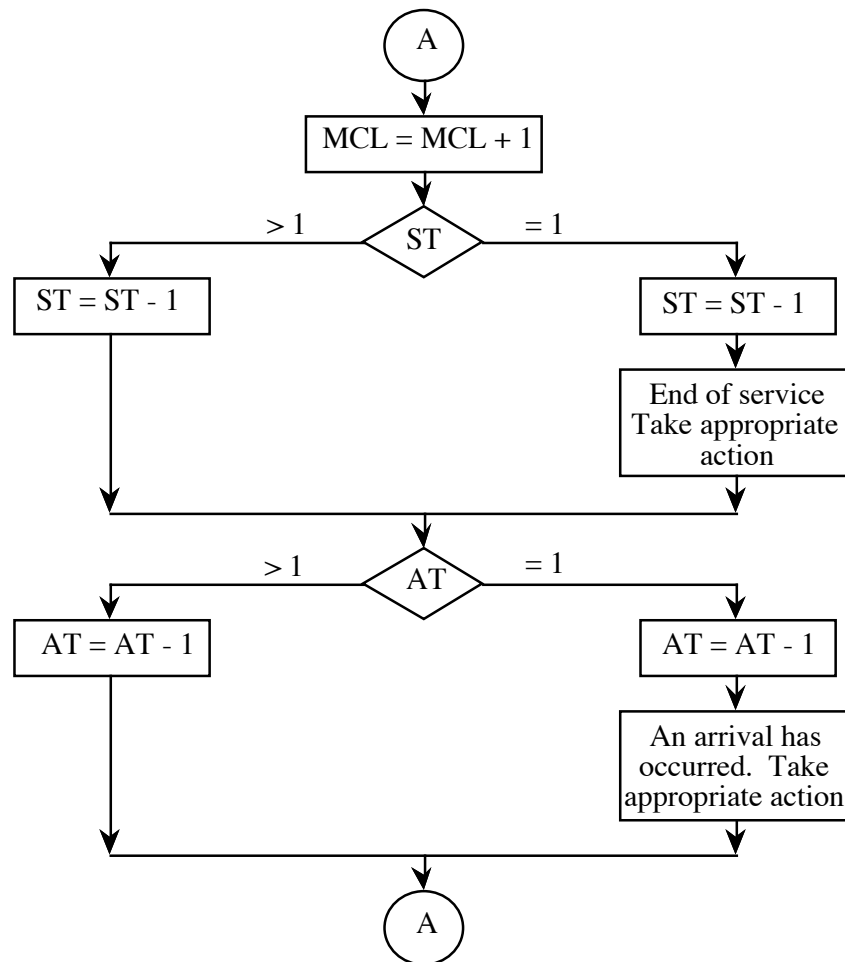 A
MCL = MCL + 1
> 1
ST
= 1
ST = ST - 1
ST = ST - 1
End of service
Take appropriate
action
> 1
AT
= 1
AT = AT - 1
AT = AT - 1
An arrival has
occurred. Take
appropriate action
A